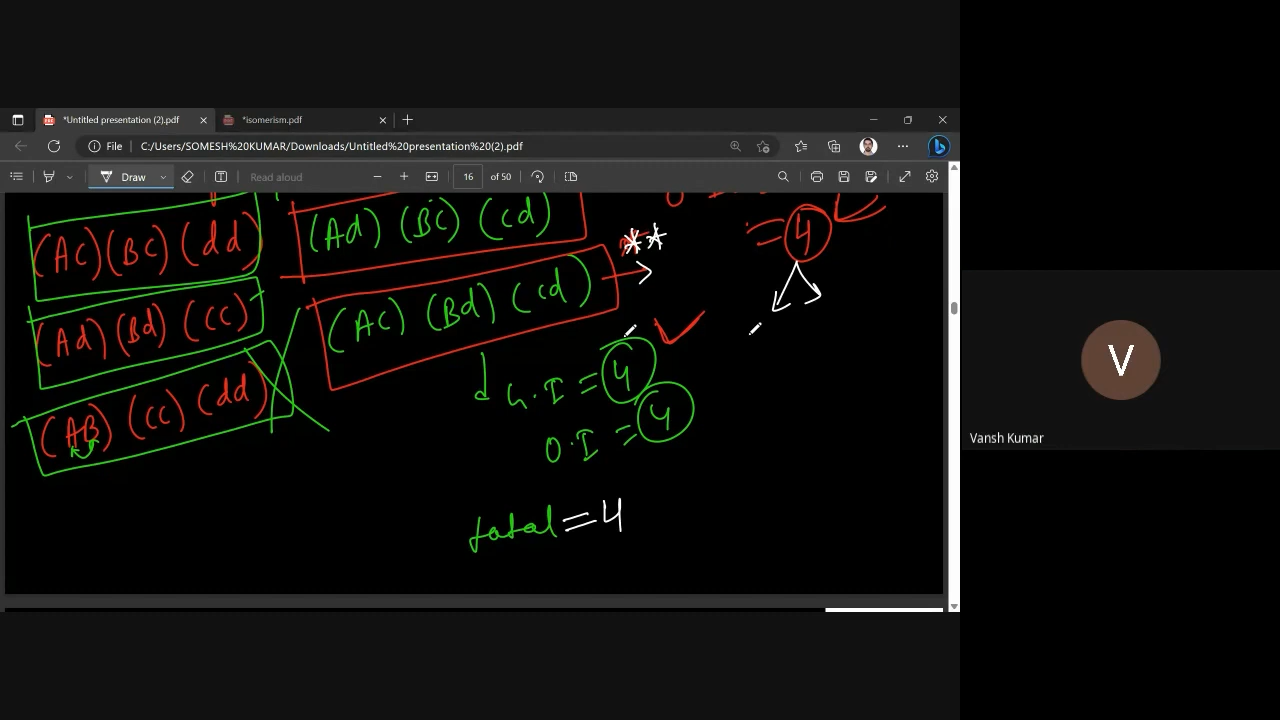 *Untitled presentation (2).pdf
*isomerism.pdf
File
C:/Users/SOMESH%20KUMAR/Downloads/Untitled%20presentation%20(2).pdf
Draw
Read aloud
16 of 50
(Ac)(Bc)(dd)
(Ad)(Bc)(cd)
= 4
**
(Ad)(Bd)(cc)
(Ac)(Bd)(cd)
(AB)(cc)(dd)
G.I = 4
O.I = 4
total = 4
V
Vansh Kumar